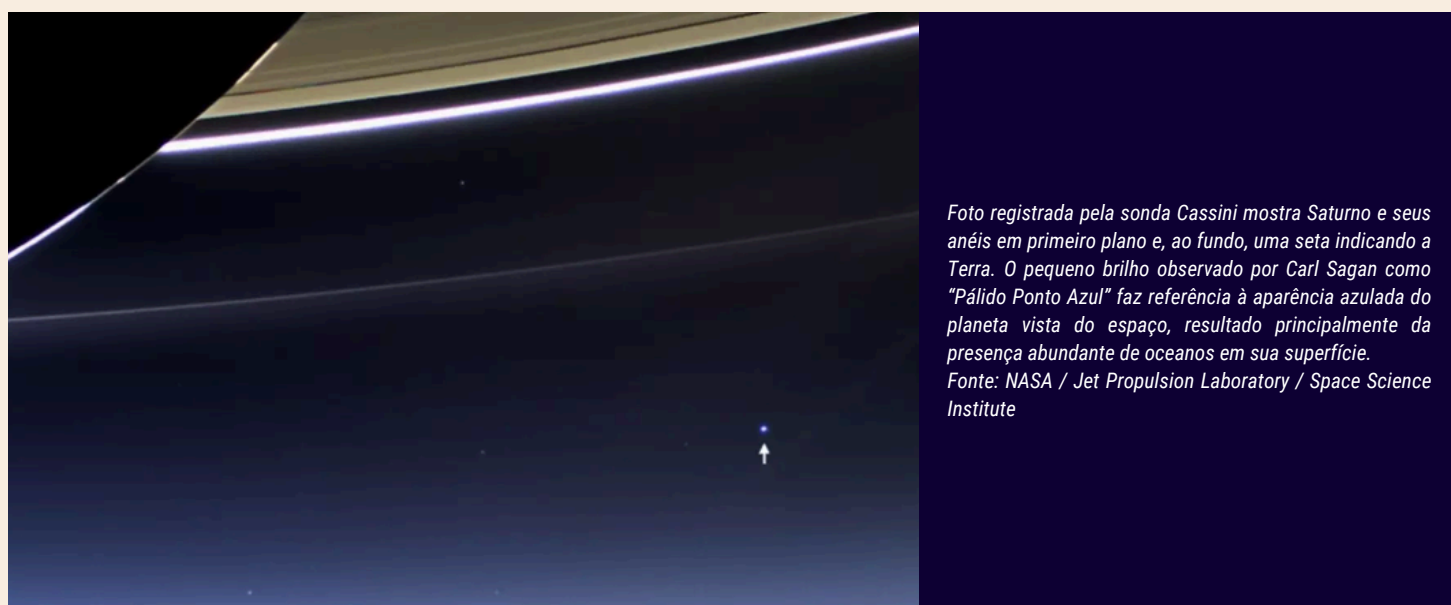 Foto registrada pela sonda Cassini mostra Saturno e seus
anéis em primeiro plano e, ao fundo, uma seta indicando a
Terra. O pequeno brilho observado por Carl Sagan como
“Pálido Ponto Azul” faz referência à aparência azulada do
planeta vista do espaço, resultado principalmente da
presença abundante de oceanos em sua superfície.
Fonte: NASA / Jet Propulsion Laboratory / Space Science
Institute